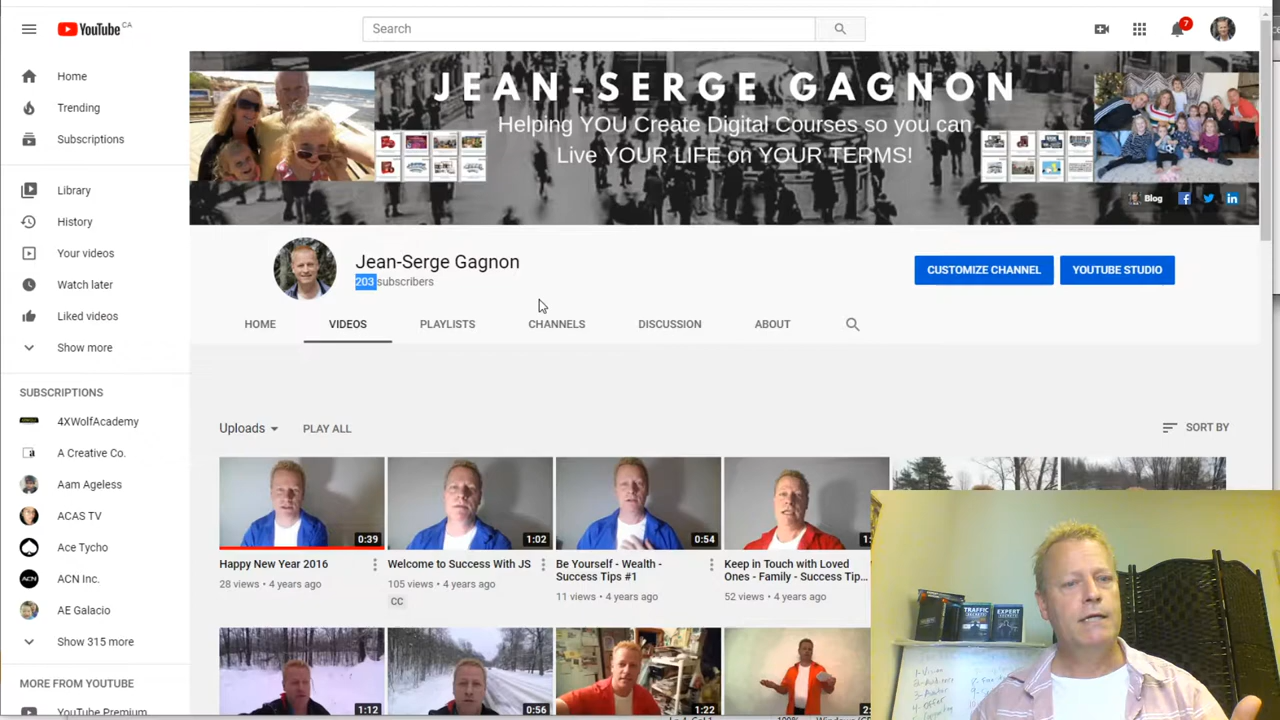 YouTube CA
Search
7
Home
Trending
Subscriptions
Library
History
Your videos
Watch later
Liked videos
Show more
SUBSCRIPTIONS
4XWolfAcademy
A Creative Co.
Aam Ageless
ACAS TV
Ace Tycho
ACN Inc.
AE Galacio
Show 315 more
MORE FROM YOUTUBE
YouTube Premium
JEAN-SERGE GAGNON
Helping YOU Create Digital Courses so you can
Live YOUR LIFE on YOUR TERMS!
Blog
Jean-Serge Gagnon
203 subscribers
CUSTOMIZE CHANNEL
YOUTUBE STUDIO
HOME
VIDEOS
PLAYLISTS
CHANNELS
DISCUSSION
ABOUT
Uploads
PLAY ALL
SORT BY
0:39
Happy New Year 2016
28 views • 4 years ago
1:02
Welcome to Success With JS
105 views • 4 years ago
CC
0:54
Be Yourself - Wealth -
Success Tips #1
11 views • 4 years ago
Keep in Touch with Loved
Ones - Family - Success Tip...
52 views • 4 years ago
1:12
0:56
1:22
TRAFFIC
SECRETS
EXPERT
SECRETS